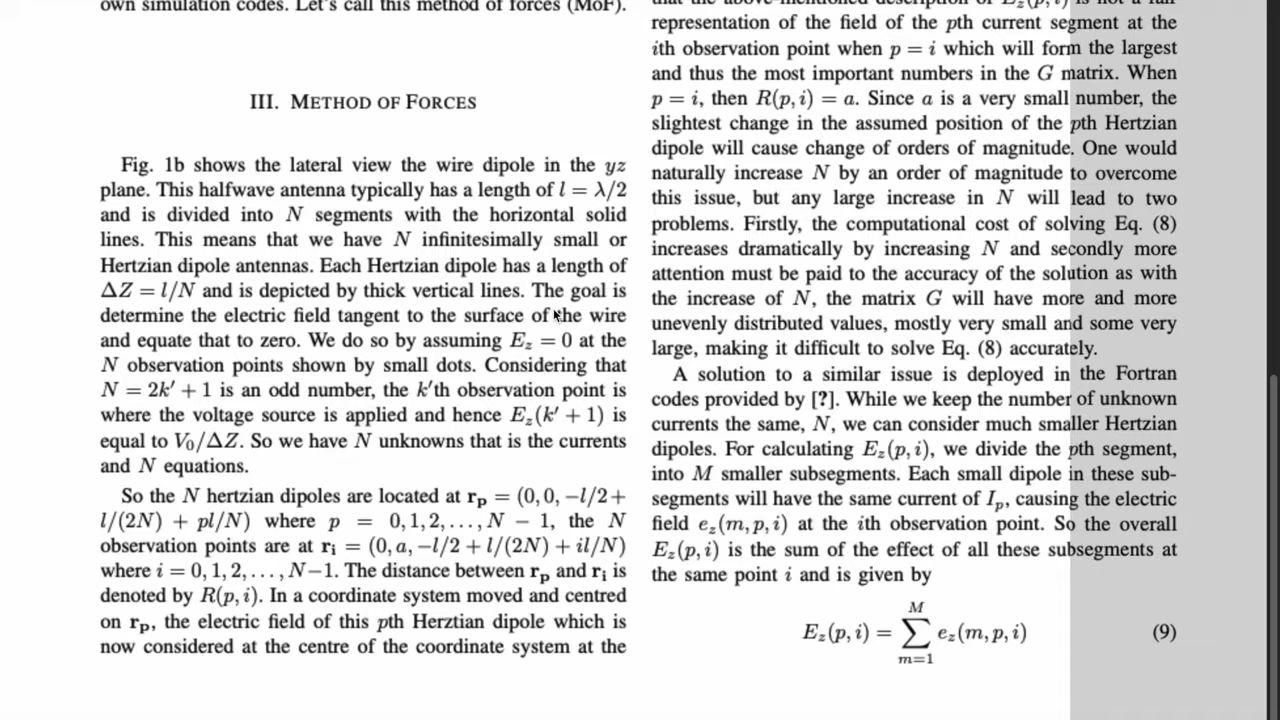 own simulation codes. Let's call this method of forces (MoF).
III. METHOD OF FORCES
Fig. 1b shows the lateral view the wire dipole in the yz
plane. This halfwave antenna typically has a length of l = λ/2
and is divided into N segments with the horizontal solid
lines. This means that we have N infinitesimally small or
Hertzian dipole antennas. Each Hertzian dipole has a length of
ΔZ = l/N and is depicted by thick vertical lines. The goal is
determine the electric field tangent to the surface of the wire
and equate that to zero. We do so by assuming E_z = 0 at the
N observation points shown by small dots. Considering that
N = 2k′ + 1 is an odd number, the k′th observation point is
where the voltage source is applied and hence E_z(k′ + 1) is
equal to V_0/ΔZ. So we have N unknowns that is the currents
and N equations.
So the N hertzian dipoles are located at r_p = (0, 0, −l/2+
l/(2N) + pl/N) where p = 0, 1, 2, . . . , N − 1, the N
observation points are at r_i = (0, a, −l/2 + l/(2N) + il/N)
where i = 0, 1, 2, . . . , N−1. The distance between r_p and r_i is
denoted by R(p, i). In a coordinate system moved and centred
on r_p, the electric field of this pth Herztian dipole which is
now considered at the centre of the coordinate system at the
that the above-mentioned description of E_z(p, i) is not a full
representation of the field of the pth current segment at the
ith observation point when p = i which will form the largest
and thus the most important numbers in the G matrix. When
p = i, then R(p, i) = a. Since a is a very small number, the
slightest change in the assumed position of the pth Hertzian
dipole will cause change of orders of magnitude. One would
naturally increase N by an order of magnitude to overcome
this issue, but any large increase in N will lead to two
problems. Firstly, the computational cost of solving Eq. (8)
increases dramatically by increasing N and secondly more
attention must be paid to the accuracy of the solution as with
the increase of N, the matrix G will have more and more
unevenly distributed values, mostly very small and some very
large, making it difficult to solve Eq. (8) accurately.
A solution to a similar issue is deployed in the Fortran
codes provided by [?]. While we keep the number of unknown
currents the same, N, we can consider much smaller Hertzian
dipoles. For calculating E_z(p, i), we divide the pth segment,
into M smaller subsegments. Each small dipole in these sub-
segments will have the same current of I_p, causing the electric
field e_z(m, p, i) at the ith observation point. So the overall
E_z(p, i) is the sum of the effect of all these subsegments at
the same point i and is given by
E_z(p, i) = ∑_{m=1}^{M} e_z(m, p, i) (9)